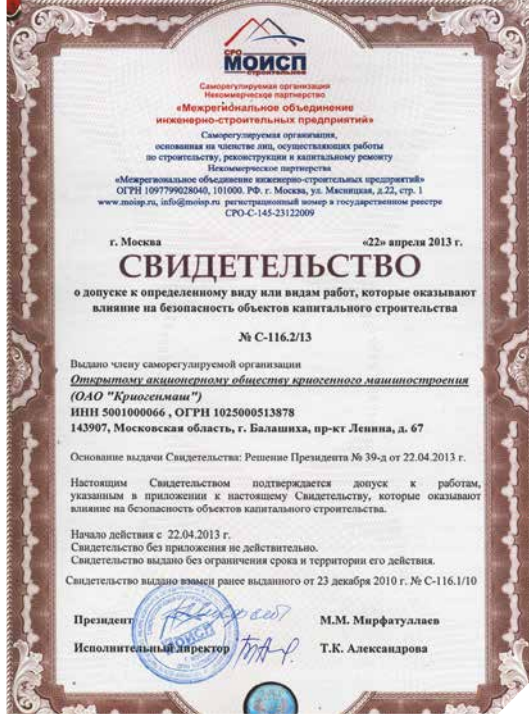 СРО
МОИСП
строительное
Саморегулируемая организация
Некоммерческое партнерство
«Межрегиональное объединение
инженерно-строительных предприятий»
Саморегулируемая организация,
основанная на членстве лиц, осуществляющих работы
по строительству, реконструкции и капитальному ремонту
Некоммерческое партнерства
«Межрегиональное объединение инженерно-строительных предприятий»
ОГРН 1097799028040, 101000. РФ. г. Москва, ул. Мясницкая, д.22, стр. 1
www.moisp.ru, info@moisp.ru регистрационный номер в государственном реестре
СРО-С-145-23122009
г. Москва «22» апреля 2013 г.
СВИДЕТЕЛЬСТВО
о допуске к определенному виду или видам работ, которые оказывают
влияние на безопасность объектов капитального строительства
№ С-116.2/13
Выдано члену саморегулируемой организации
Открытому акционерному обществу криогенного машиностроения
(ОАО "Криогенмаш")
ИНН 5001000066 , ОГРН 1025000513878
143907, Московская область, г. Балашиха, пр-кт Ленина, д. 67
Основание выдачи Свидетельства: Решение Президента № 39-д от 22.04.2013 г.
Настоящим Свидетельством подтверждается допуск к работам,
указанным в приложении к настоящему Свидетельству, которые оказывают
влияние на безопасность объектов капитального строительства.
Начало действия с 22.04.2013 г.
Свидетельство без приложения не действительно.
Свидетельство выдано без ограничения срока и территории его действия.
Свидетельство выдано взамен ранее выданного от 23 декабря 2010 г. № С-116.1/10
Президент М.М. Мирфатуллаев
Исполнительный директор Т.К. Александрова
МОИСП